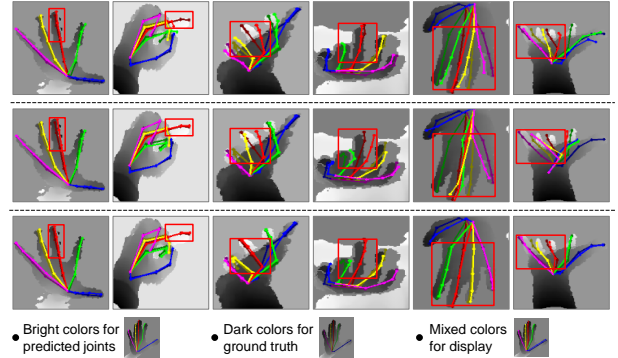 ● Bright colors for
predicted joints
● Dark colors for
ground truth
● Mixed colors
for display